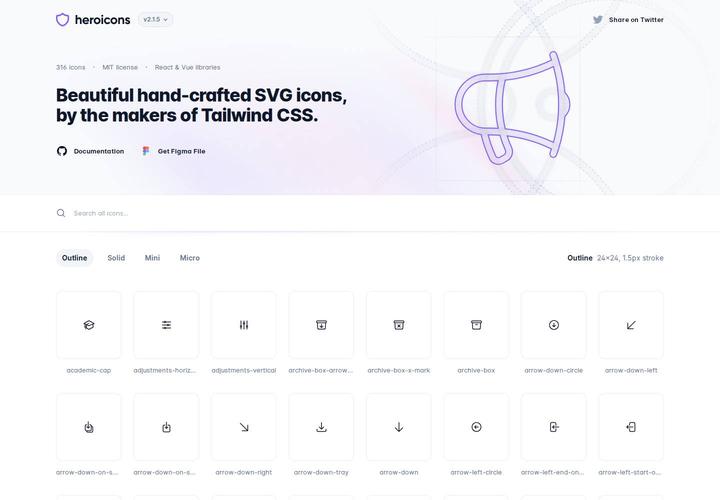 heroicons
v2.1.5
Share on Twitter
316 icons · MIT license · React & Vue libraries
Beautiful hand-crafted SVG icons,
by the makers of Tailwind CSS.
Documentation
Get Figma File
Search all icons...
Outline Solid Mini Micro
Outline 24×24, 1.5px stroke
academic-cap adjustments-horiz... adjustments-vertical archive-box-arrow... archive-box-x-mark archive-box arrow-down-circle arrow-down-left
arrow-down-on-s... arrow-down-on-s... arrow-down-right arrow-down-tray arrow-down arrow-left-circle arrow-left-end-on... arrow-left-start-o...